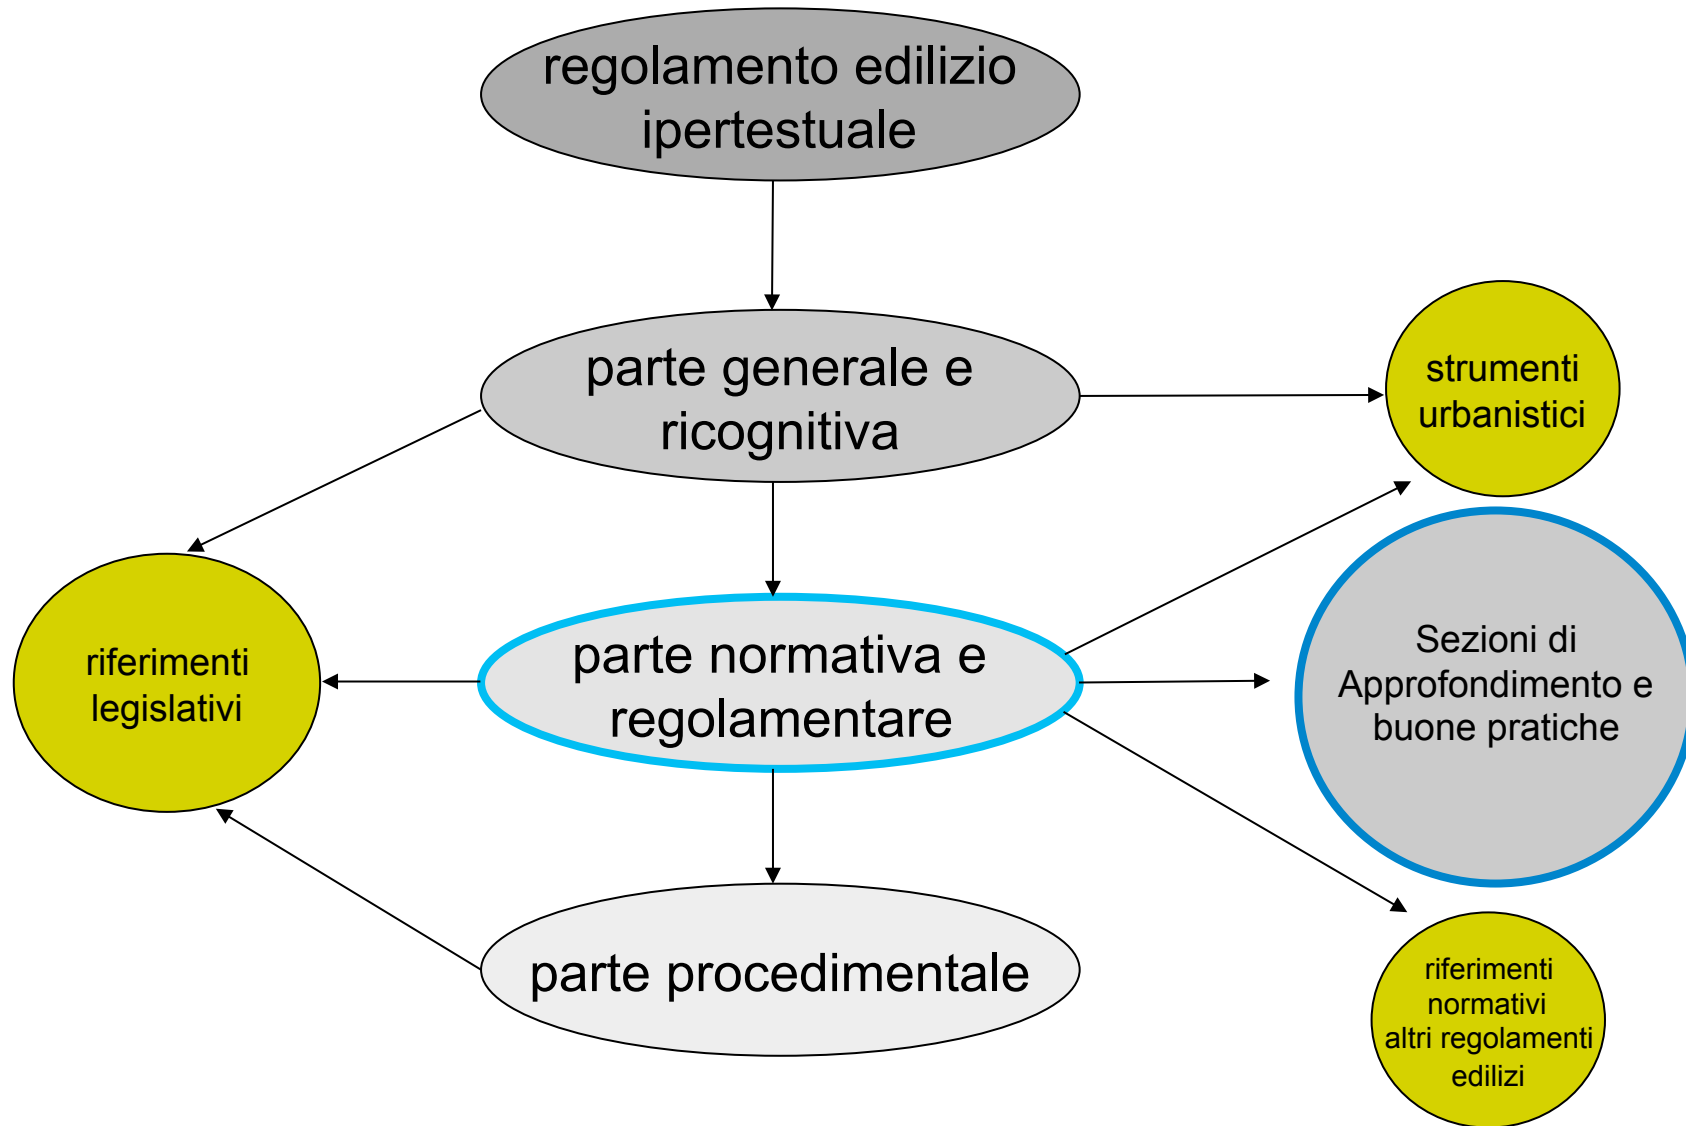 regolamento edilizio
ipertestuale
parte generale e
ricognitiva
strumenti
urbanistici
riferimenti
legislativi
parte normativa e
regolamentare
Sezioni di
Approfondimento e
buone pratiche
parte procedimentale
riferimenti
normativi
altri regolamenti
edilizi